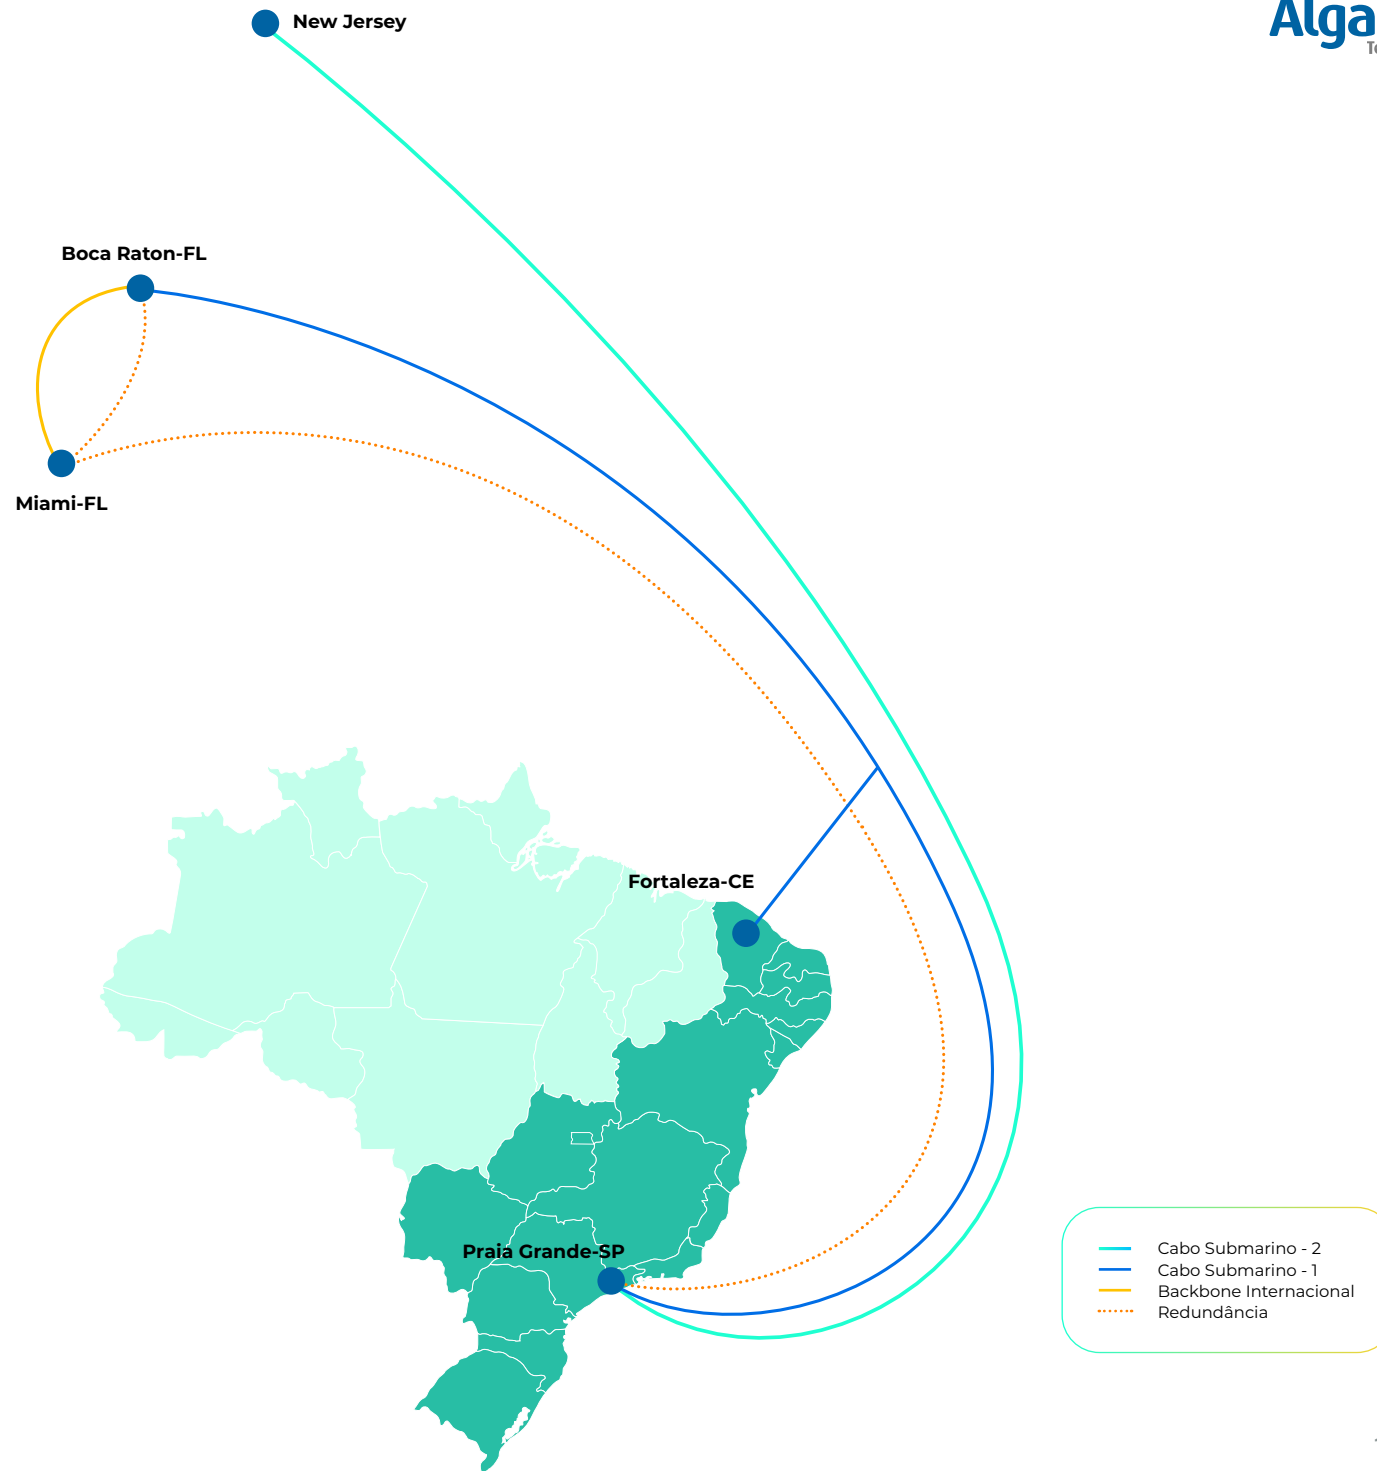 New Jersey
Boca Raton-FL
Miami-FL
Fortaleza-CE
Praia Grande-SP
Cabo Submarino - 2
Cabo Submarino - 1
Backbone Internacional
Redundância